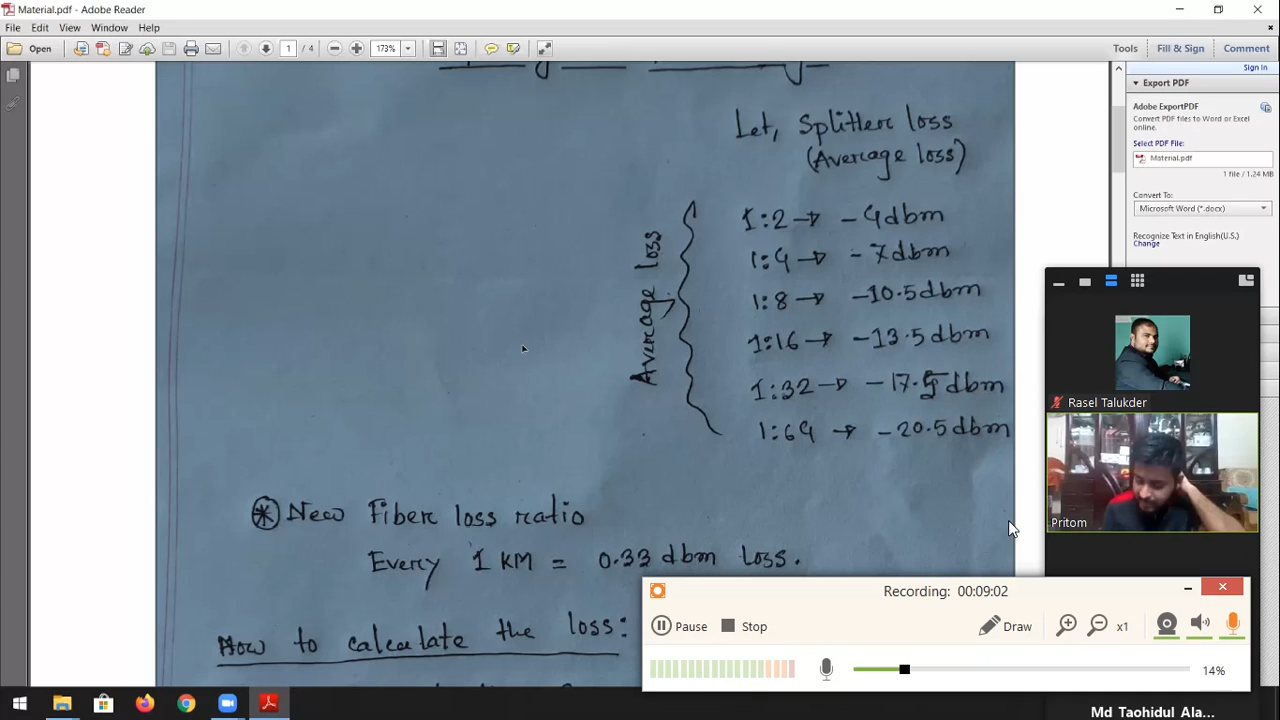 Material.pdf - Adobe Reader
File Edit View Window Help
Open
1 / 4
173%
Tools
Fill & Sign
Comment
Sign In
Export PDF
Adobe ExportPDF
Convert PDF files to Word or Excel
online.
Select PDF File:
Material.pdf
1 file / 1.24 MB
Convert To:
Microsoft Word (*.docx)
Recognize Text in English(U.S.)
Change
Let, Splitter loss
(Average loss)
Average loss
1:2 → - 4dbm
1:4 → - 7dbm
1:8 → -10.5dbm
1:16 → -13.5dbm
1:32 → -17.5dbm
1:64 → -20.5dbm
* New Fiber loss ratio
Every 1 KM = 0.33 dbm loss.
How to calculate the loss:
Rasel Talukder
Pritom
Recording: 00:09:02
Pause
Stop
Draw
x1
14%
Md Taohidul Ala...